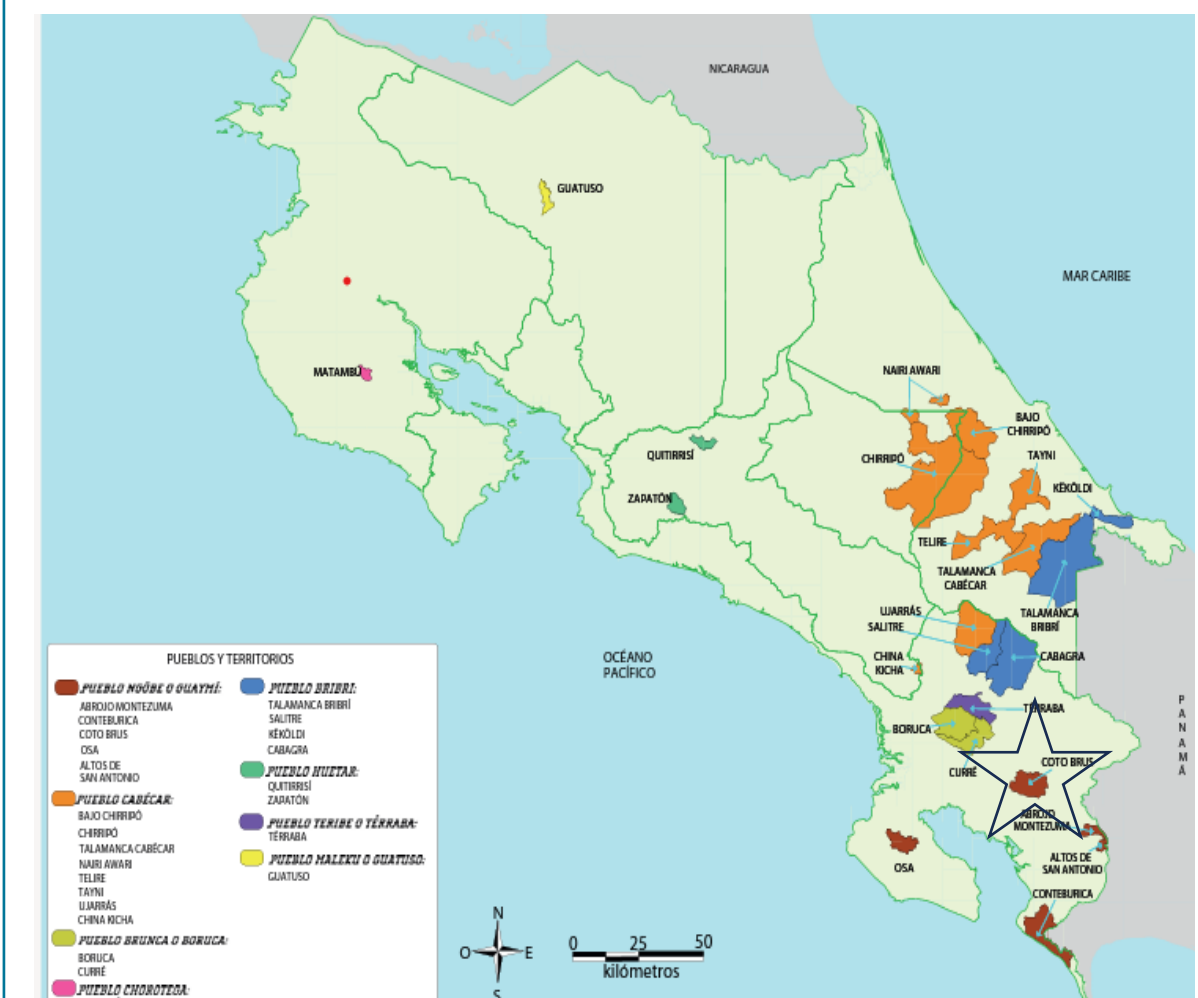 NICARAGUA
GUATUSO
MAR CARIBE
MATAMBÚ
NAIRI AWARI
BAJO
CHIRRIPÓ
QUITIRRISÍ
CHIRRIPÓ
TAYNI
KÉKÖLDI
ZAPATÓN
TELIRE
TALAMANCA
CABÉCAR
UJARRÁS
SALITRE
TALAMANCA
BRIBRÍ
OCÉANO
PACÍFICO
CHINA
KICHA
CABAGRA
TÉRRABA
BORUCA
PANAMÁ
CURRÉ
COTO BRUS
ABROJO
MONTEZUMA
OSA
ALTOS DE
SAN ANTONIO
CONTEBURICA
PUEBLOS Y TERRITORIOS
PUEBLO NGÖBE O GUAYMÍ:
ABROJO MONTEZUMA
CONTEBURICA
COTO BRUS
OSA
ALTOS DE
SAN ANTONIO
PUEBLO CABÉCAR:
BAJO CHIRRIPÓ
CHIRRIPÓ
TALAMANCA CABÉCAR
NAIRI AWARI
TELIRE
TAYNI
UJARRÁS
CHINA KICHA
PUEBLO BRUNCA O BORUCA:
BORUCA
CURRÉ
PUEBLO CHOROTEGA:
PUEBLO BRIBRI:
TALAMANCA BRIBRÍ
SALITRE
KÉKÖLDI
CABAGRA
PUEBLO HUETAR:
QUITIRRISÍ
ZAPATÓN
PUEBLO TERIBE O TÉRRABA:
TÉRRABA
PUEBLO MALEKU O GUATUSO:
GUATUSO
N
O E
S
0 25 50
kilómetros